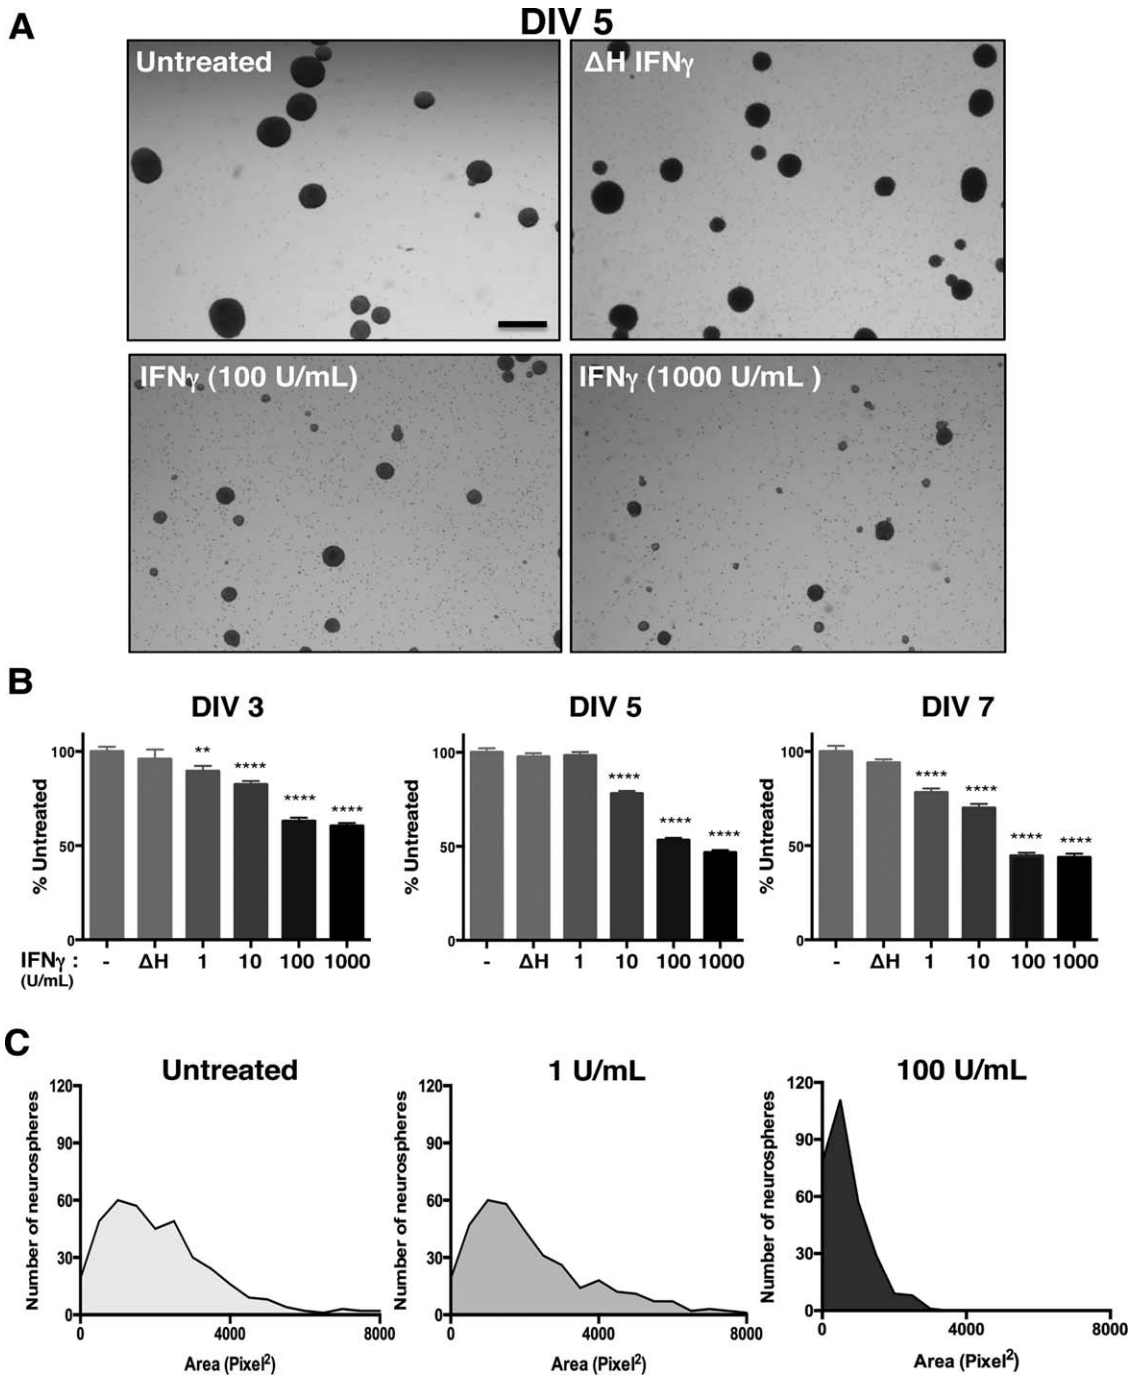 A
DIV 5
Untreated
ΔH IFNγ
IFNγ (100 U/mL)
IFNγ (1000 U/mL )
B
DIV 3
DIV 5
DIV 7
% Untreated
100
50
0
**
****
****
****
IFNγ :
(U/mL)
- ΔH 1 10 100 1000
% Untreated
100
50
0
****
****
****
- ΔH 1 10 100 1000
% Untreated
100
50
0
****
****
****
****
- ΔH 1 10 100 1000
C
Untreated
1 U/mL
100 U/mL
Number of neurospheres
120
90
60
30
0
0 4000 8000
Area (Pixel²)
Number of neurospheres
120
90
60
30
0
0 4000 8000
Area (Pixel²)
Number of neurospheres
120
90
60
30
0
0 4000 8000
Area (Pixel²)